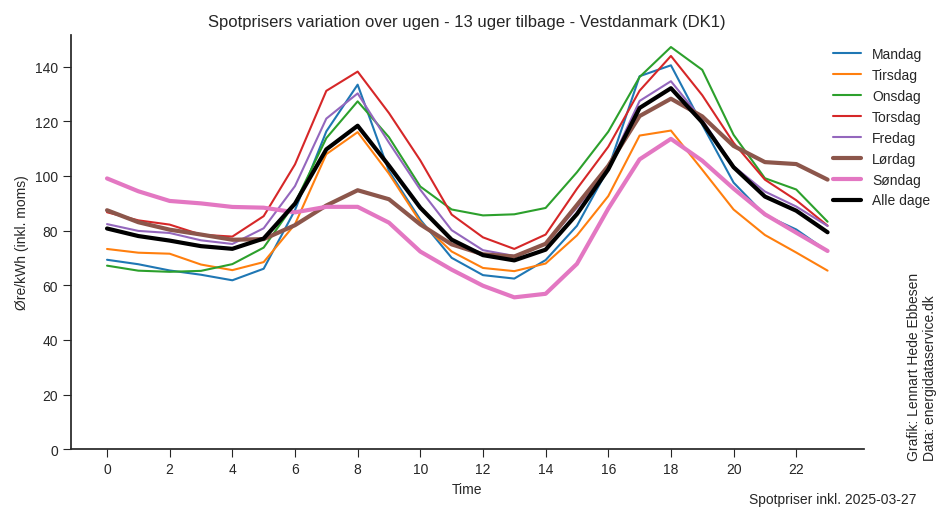 Spotprisers variation over ugen - 13 uger tilbage - Vestdanmark (DK1)
Øre/kWh (inkl. moms)
140
120
100
80
60
40
20
0
0 2 4 6 8 10 12 14 16 18 20 22
Time
Mandag
Tirsdag
Onsdag
Torsdag
Fredag
Lørdag
Søndag
Alle dage
Grafik: Lennart Hede Ebbesen
Data: energidataservice.dk
Spotpriser inkl. 2025-03-27